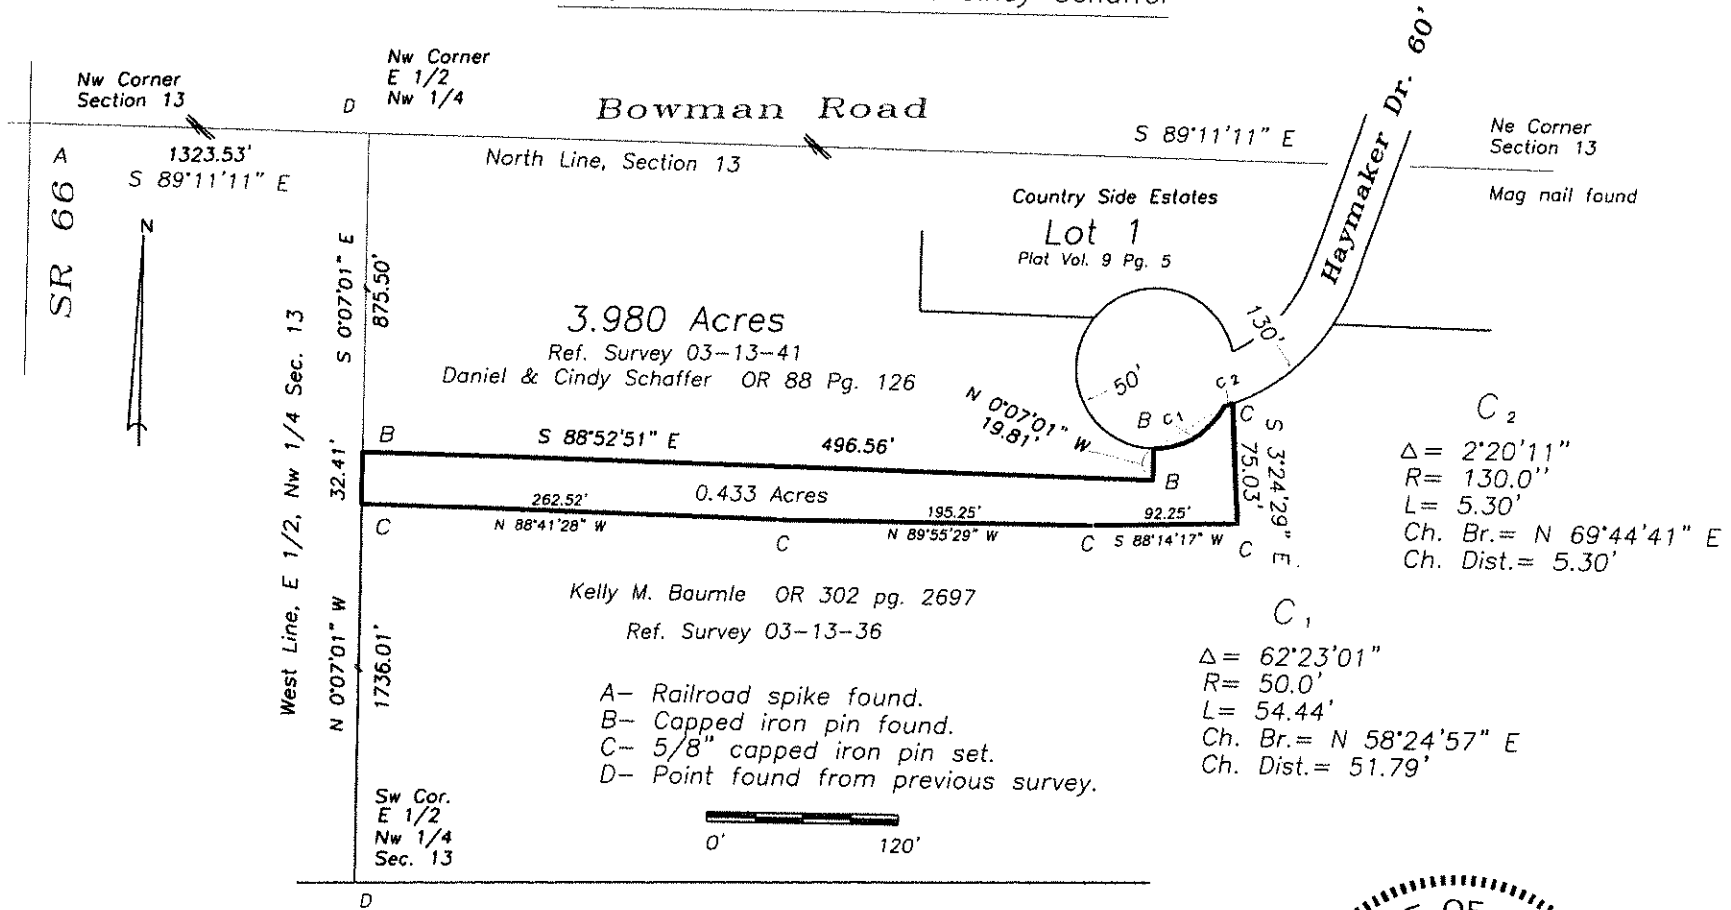 Schaffer
Nw Corner
Section 13
D
Nw Corner
E 1/2
Nw 1/4
Bowman Road
S 89°11'11" E
Ne Corner
Section 13
Mag nail found
A
1323.53'
S 89°11'11" E
North Line, Section 13
SR 66
N
Country Side Estates
Lot 1
Plat Vol. 9 Pg. 5
Haymaker Dr. 60'
S 0°07'01" E
875.50'
3.980 Acres
Ref. Survey 03-13-41
Daniel & Cindy Schaffer OR 88 Pg. 126
West Line, E 1/2, Nw 1/4 Sec. 13
130'
50'
N 0°07'01" W
19.81'
B
C1
C2
C
B
S 88°52'51" E
496.56'
32.41'
0.433 Acres
B
S 3°24'29" E
75.03'
262.52'
N 88°41'28" W
195.25'
N 89°55'29" W
92.25'
S 88°14'17" W
C
C
C
C
C2
Δ= 2°20'11"
R= 130.0''
L= 5.30'
Ch. Br.= N 69°44'41" E
Ch. Dist.= 5.30'
Kelly M. Baumle OR 302 pg. 2697
Ref. Survey 03-13-36
N 0°07'01" W
1736.01'
C1
Δ= 62°23'01"
R= 50.0'
L= 54.44'
Ch. Br.= N 58°24'57" E
Ch. Dist.= 51.79'
A- Railroad spike found.
B- Capped iron pin found.
C- 5/8" capped iron pin set.
D- Point found from previous survey.
Sw Cor.
E 1/2
Nw 1/4
Sec. 13
0' 120'
D
OF